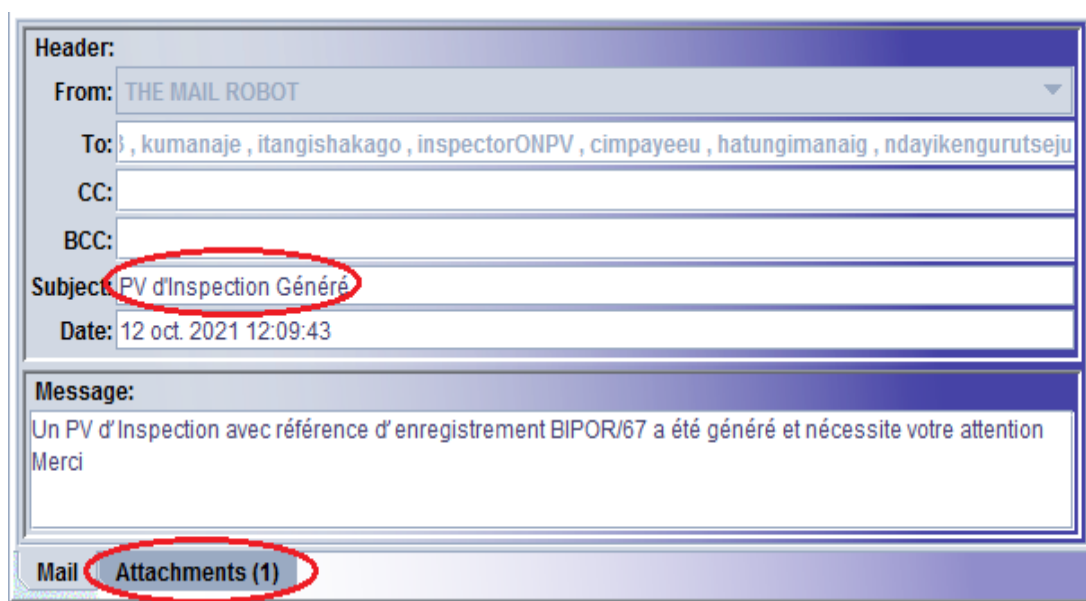 Header:
From: THE MAIL ROBOT
To: , kumanaje , itangishakago , inspectorONPV , cimpayeeu , hatungimanaig , ndayikengurutseju
CC:
BCC:
Subject: PV d'Inspection Généré
Date: 12 oct. 2021 12:09:43
Message:
Un PV d'Inspection avec référence d'enregistrement BIPOR/67 a été généré et nécessite votre attention
Merci
Mail Attachments (1)